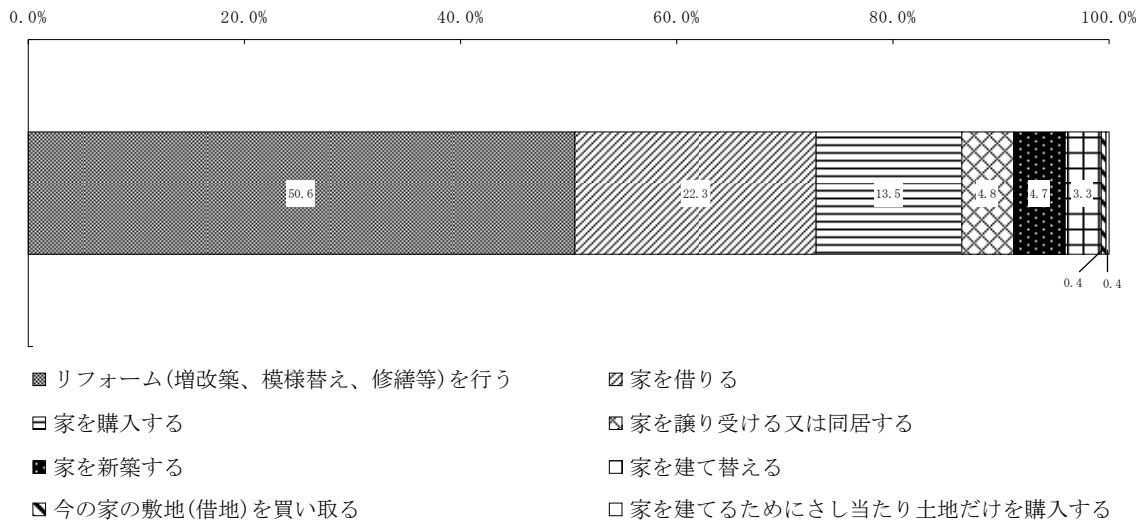 0.0% 20.0% 40.0% 60.0% 80.0% 100.0%
50.6 22.3 13.5 4.8 4.7 3.3
0.4 0.4
リフォーム(増改築、模様替え、修繕等)を行う 家を借りる
家を購入する 家を譲り受ける又は同居する
家を新築する 家を建て替える
今の家の敷地(借地)を買い取る 家を建てるためにさし当たり土地だけを購入する